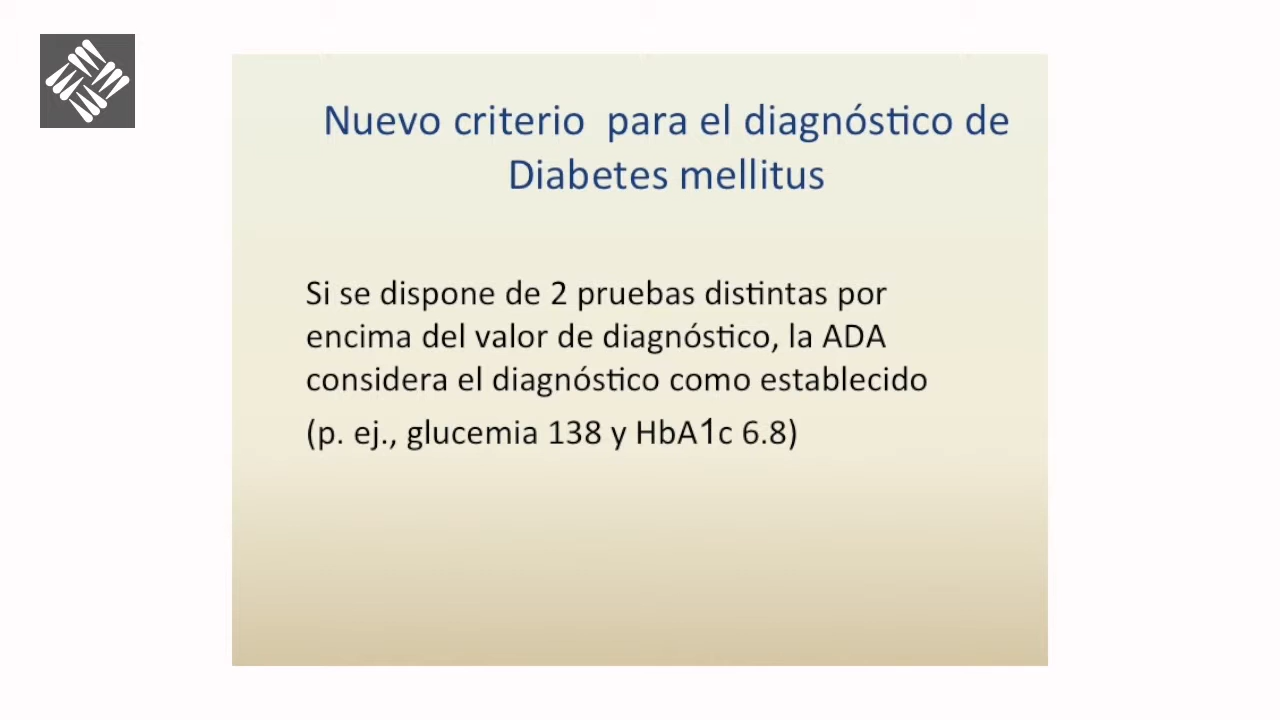 Nuevo criterio para el diagnóstico de
Diabetes mellitus
Si se dispone de 2 pruebas distintas por
encima del valor de diagnóstico, la ADA
considera el diagnóstico como establecido
(p. ej., glucemia 138 y HbA1c 6.8)